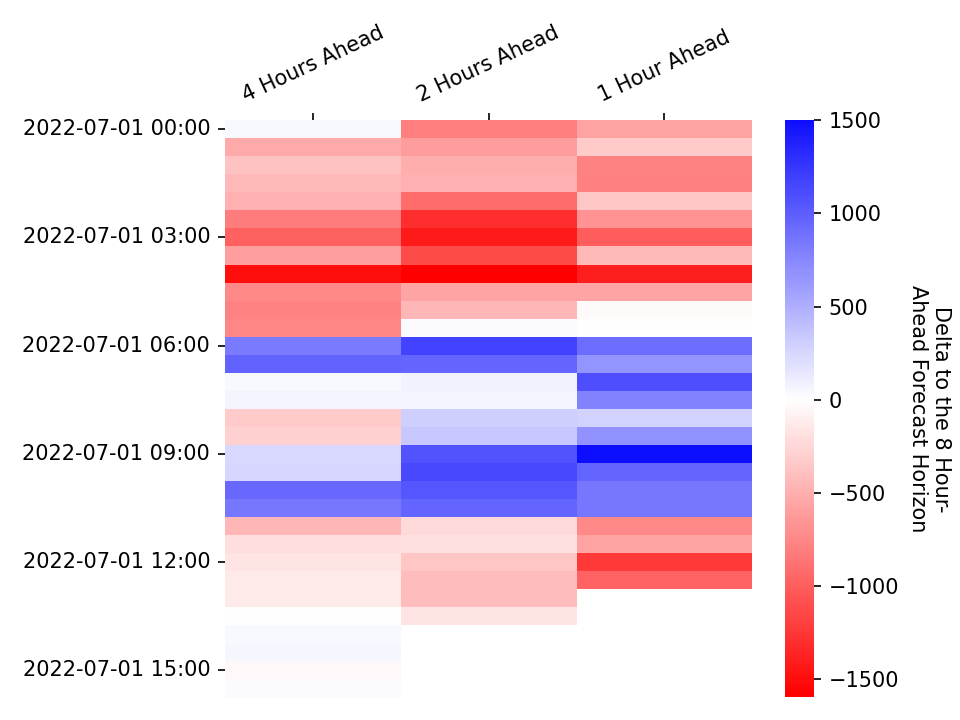 4 Hours Ahead
2 Hours Ahead
1 Hour Ahead
2022-07-01 00:00
2022-07-01 03:00
2022-07-01 06:00
2022-07-01 09:00
2022-07-01 12:00
2022-07-01 15:00
1500
1000
500
0
−500
−1000
−1500
Delta to the 8 Hour-
Ahead Forecast Horizon